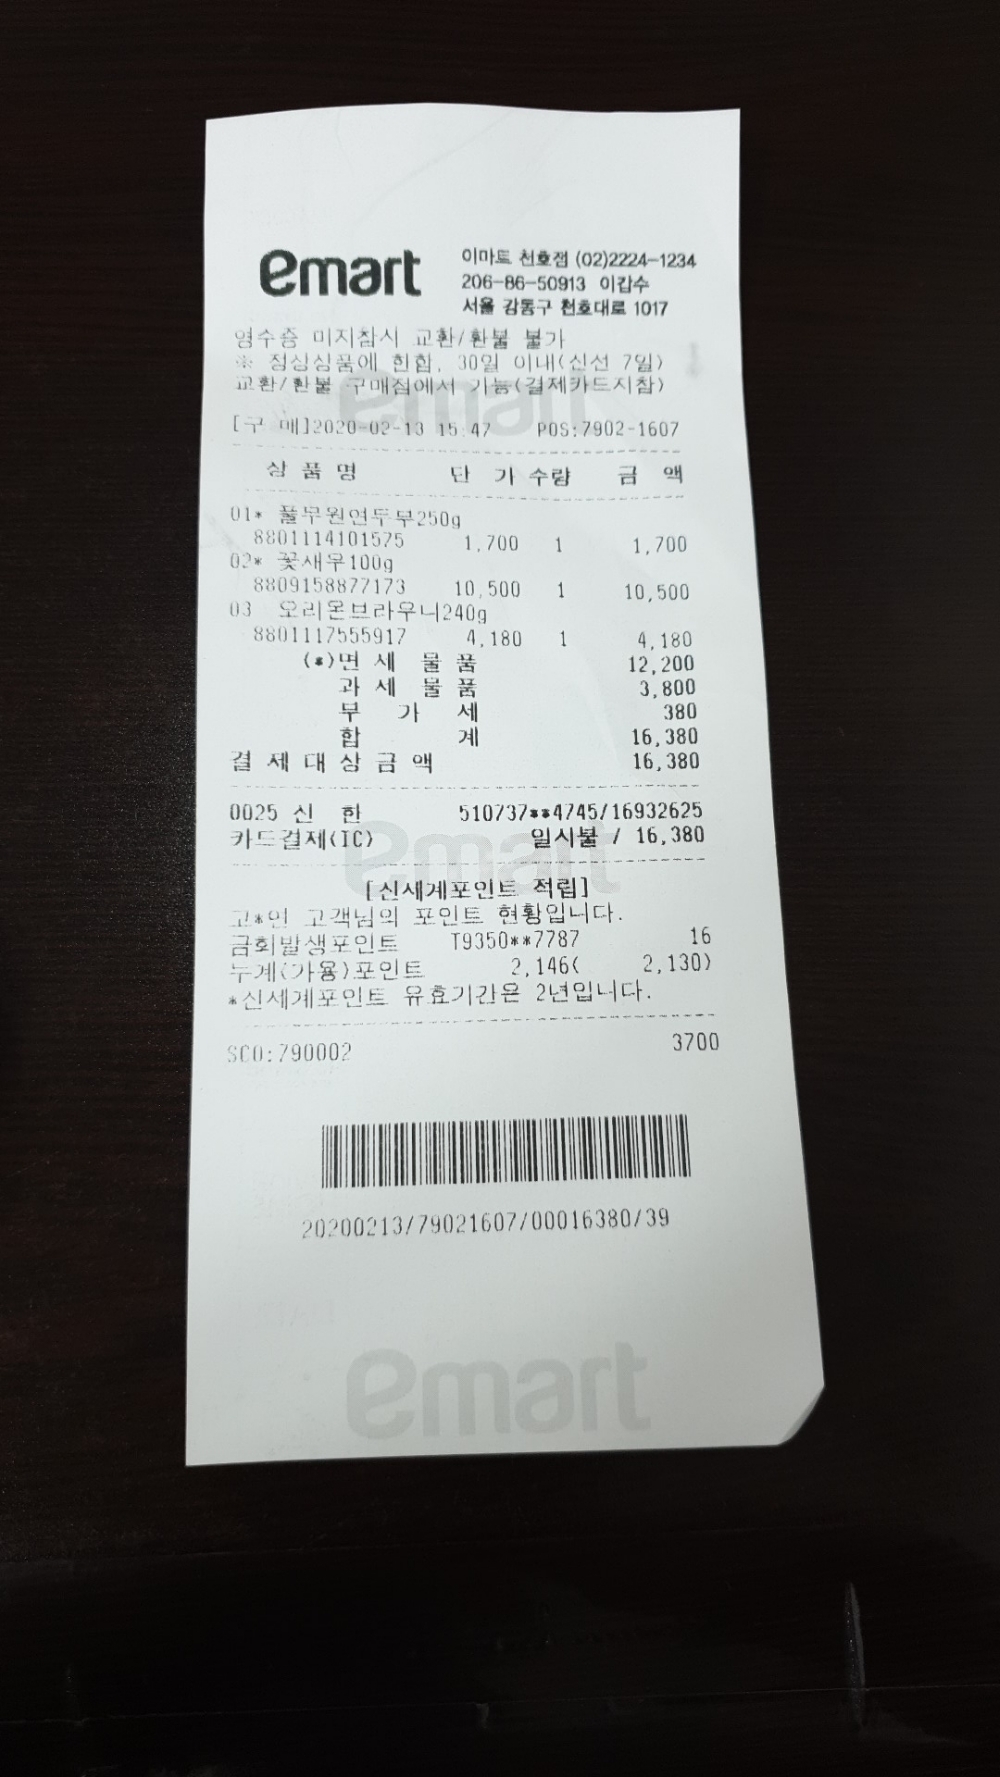 emart
이마트 천호점 (02)2224-1234
206-86-50913 이갑수
서울 강동구 천호대로 1017
영수증 미지참시 교환/환불 불가
※ 정상상품에 한함, 30일 이내(신선 7일)
교환/환불 구매점에서 가능(결제카드지참)
[구 매]2020-02-13 15:47 POS:7902-1607
상 품 명 단 가 수량 금 액
01* 풀무원연두부250g
8801114101575 1,700 1 1,700
02* 꽃새우100g
8809158877173 10,500 1 10,500
03 오리온브라우니240g
8801117555917 4,180 1 4,180
(*)면 세 물 품 12,200
과 세 물 품 3,800
부 가 세 380
합 계 16,380
결 제 대 상 금 액 16,380
0025 신 한 510737**4745/16932625
카드결제(IC) 일시불 / 16,380
[신세계포인트 적립]
고*연 고객님의 포인트 현황입니다.
금회발생포인트 T9350**7787 16
누계(가용)포인트 2,146( 2,130)
*신세계포인트 유효기간은 2년입니다.
SCO:790002 3700
20200213/79021607/00016380/39
emart